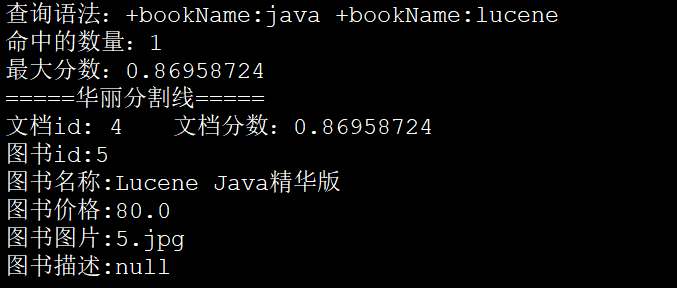 查询语法：+bookName:java +bookName:lucene
命中的数量：1
最大分数：0.86958724
=====华丽分割线=====
文档id: 4    文档分数：0.86958724
图书id:5
图书名称:Lucene Java精华版
图书价格:80.0
图书图片:5.jpg
图书描述:null